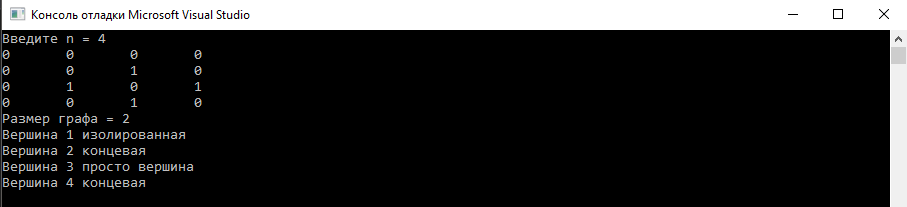 Консоль отладки Microsoft Visual Studio
Введите n = 4
0 0 0 0
0 0 1 0
0 1 0 1
0 0 1 0
Размер графа = 2
Вершина 1 изолированная
Вершина 2 концевая
Вершина 3 просто вершина
Вершина 4 концевая